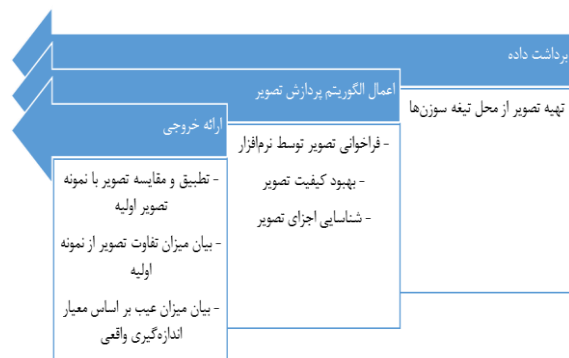 برداشت داده
تهیه تصویر از محل تیغه سوزن‌ها
اعمال الگوریتم پردازش تصویر
- فراخوانی تصویر توسط نرم‌افزار
- بهبود کیفیت تصویر
- شناسایی اجزای تصویر
ارائه خروجی
- تطبیق و مقایسه تصویر با نمونه
تصویر اولیه
- بیان میزان تفاوت تصویر از نمونه
اولیه
- بیان میزان عیب بر اساس معیار
اندازه‌گیری واقعی